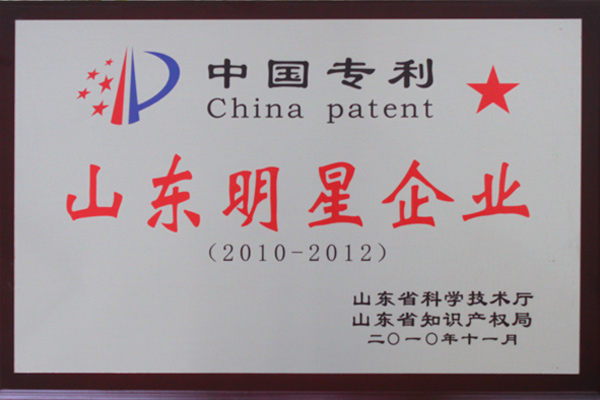 中国专利
China patent
山东明星企业
（2010-2012）
山东省科学技术厅
山东省知识产权局
二〇一〇年十一月